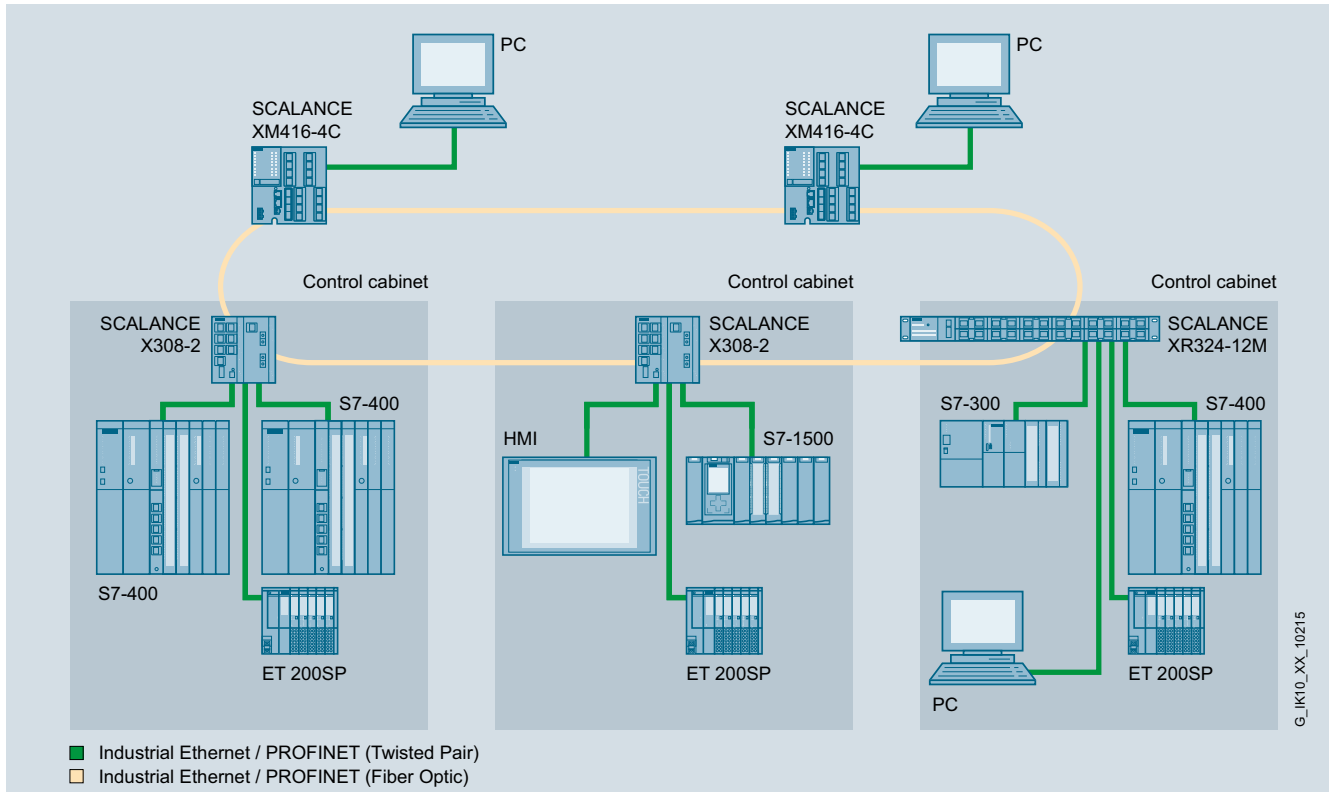 PC
PC
SCALANCE
XM416-4C
SCALANCE
XM416-4C
Control cabinet
Control cabinet
Control cabinet
SCALANCE
X308-2
SCALANCE
X308-2
SCALANCE
XR324-12M
S7-400
S7-400
ET 200SP
HMI
TOUCH
S7-1500
ET 200SP
S7-300
S7-400
PC
ET 200SP
G_IK10_XX_10215
Industrial Ethernet / PROFINET (Twisted Pair)
Industrial Ethernet / PROFINET (Fiber Optic)